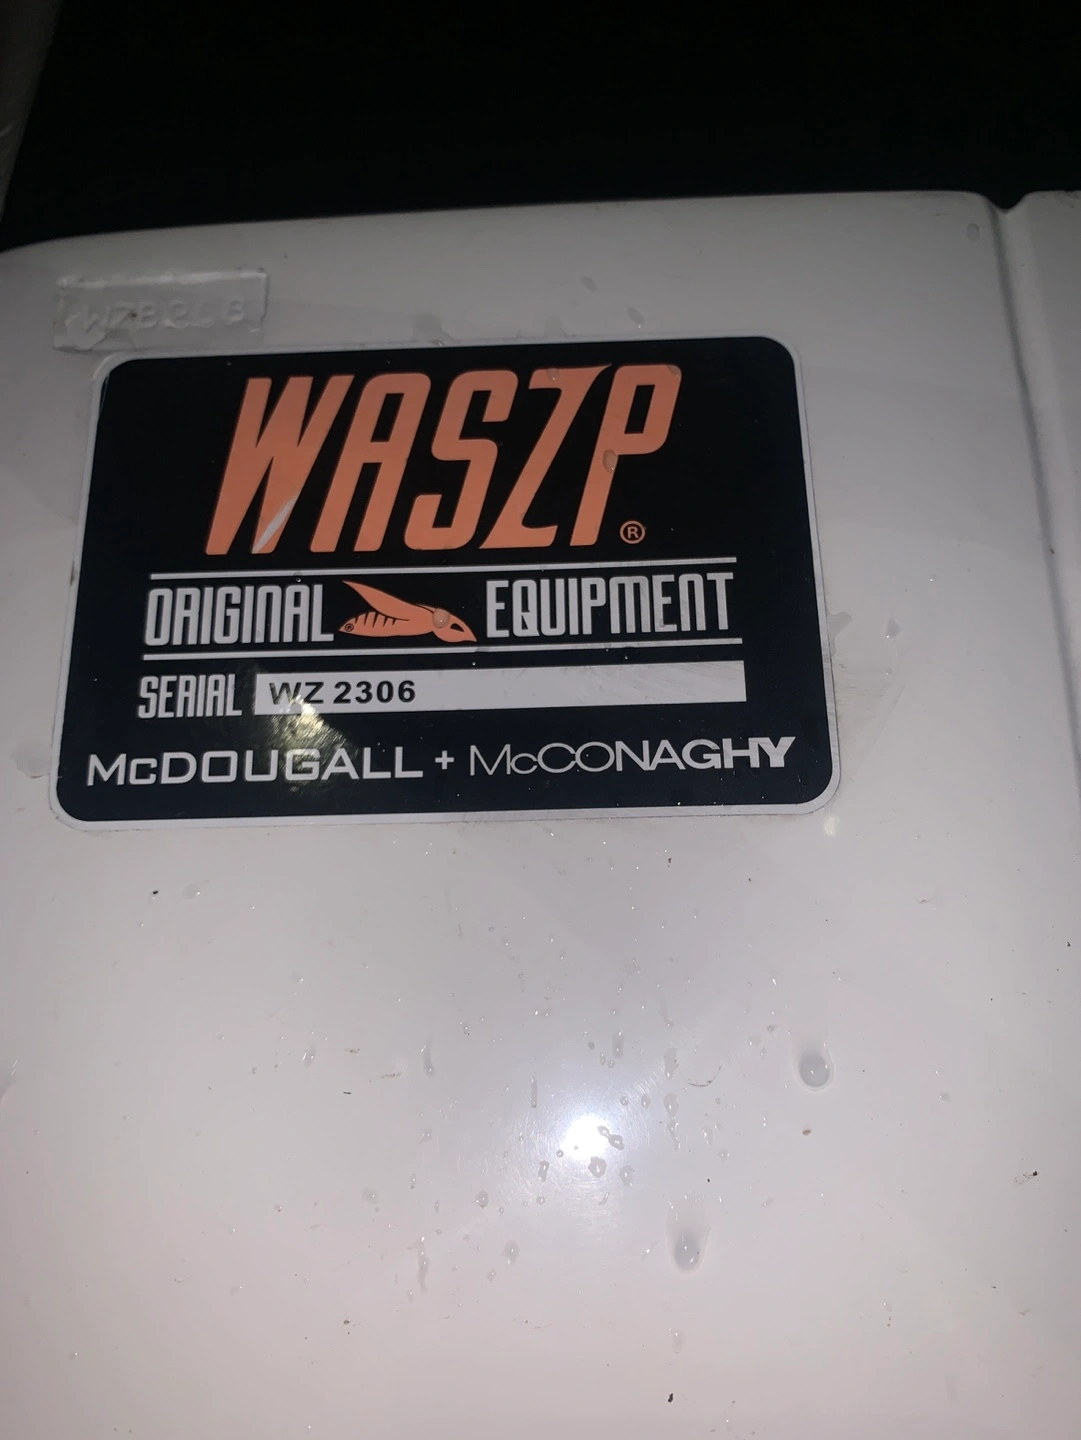 WASZP®
ORIGINAL EQUIPMENT
SERIAL WZ 2306
McDOUGALL + McCONAGHY